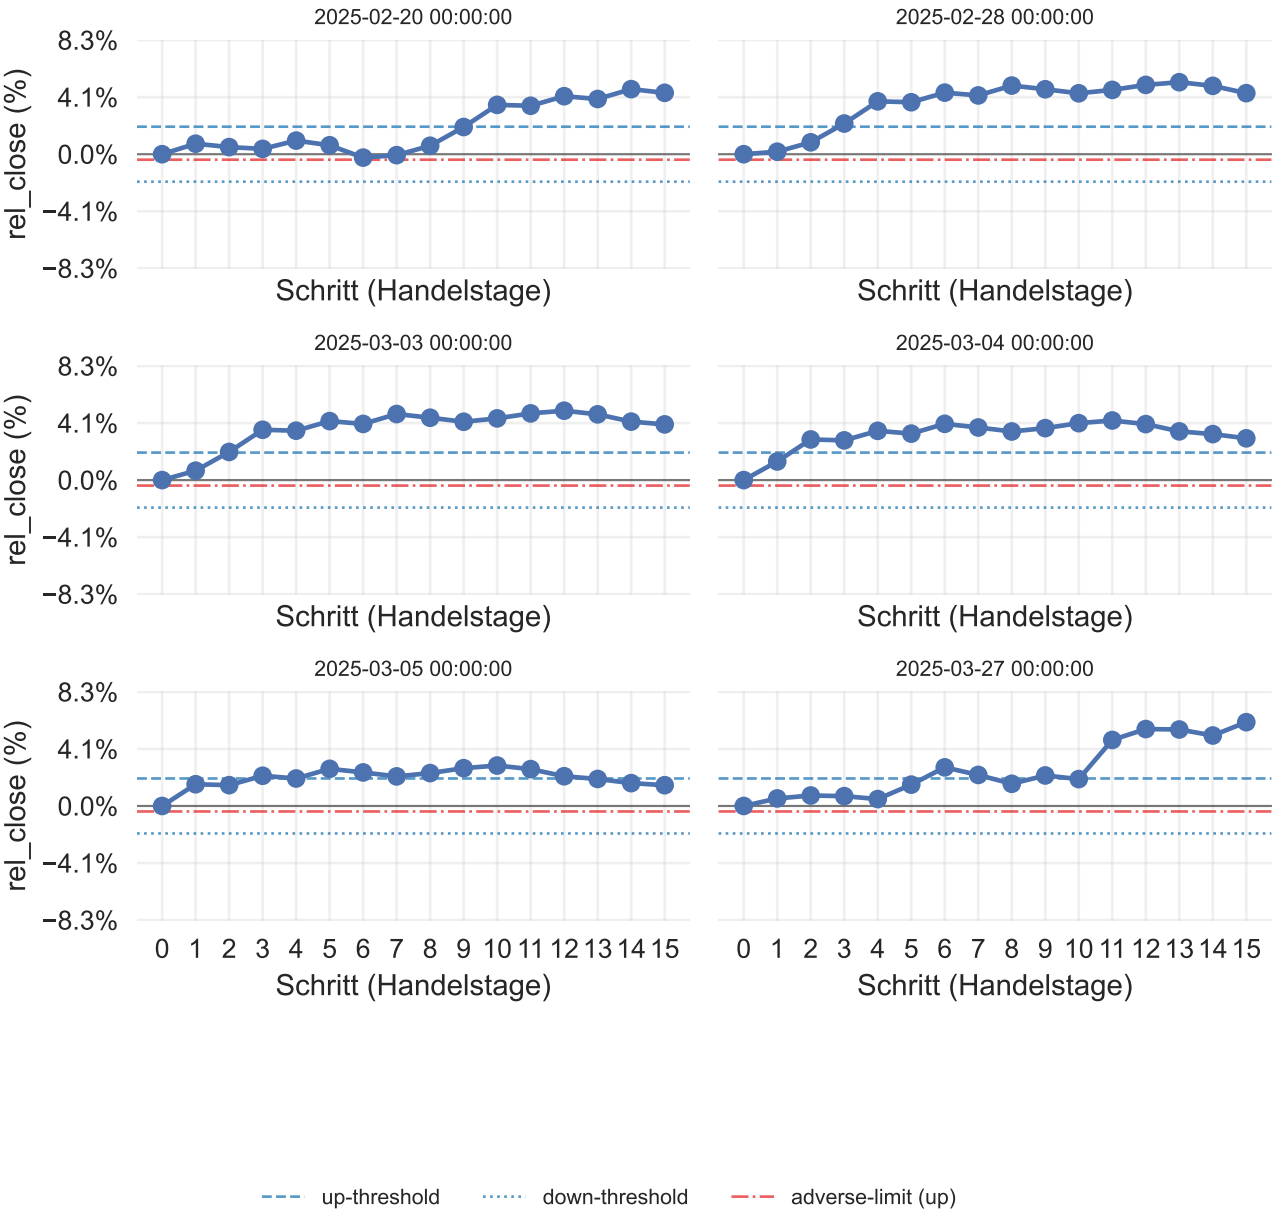 2025-02-20 00:00:00
8.3%
4.1%
0.0%
−4.1%
−8.3%
rel_close (%)
Schritt (Handelstage)
2025-02-28 00:00:00
Schritt (Handelstage)
2025-03-03 00:00:00
8.3%
4.1%
0.0%
−4.1%
−8.3%
rel_close (%)
Schritt (Handelstage)
2025-03-04 00:00:00
Schritt (Handelstage)
2025-03-05 00:00:00
8.3%
4.1%
0.0%
−4.1%
−8.3%
rel_close (%)
0 1 2 3 4 5 6 7 8 9 10 11 12 13 14 15
Schritt (Handelstage)
2025-03-27 00:00:00
0 1 2 3 4 5 6 7 8 9 10 11 12 13 14 15
Schritt (Handelstage)
up-threshold down-threshold adverse-limit (up)